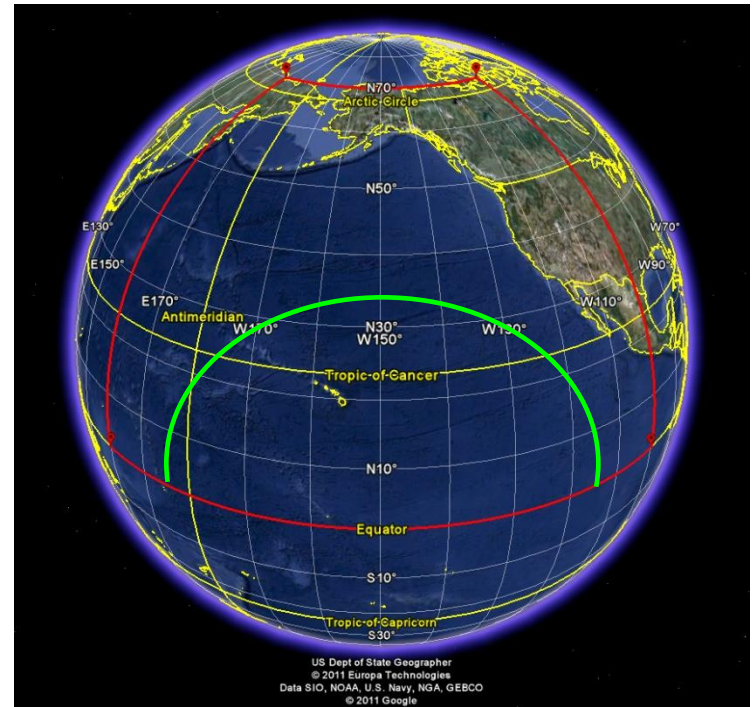 N70°
Arctic Circle
N50°
E130°
W70°
E150°
W90°
E170°
W110°
Antimeridian
W170°
N30°
W130°
W150°
Tropic of Cancer
N10°
Equator
S10°
Tropic of Capricorn
S30°
US Dept of State Geographer
© 2011 Europa Technologies
Data SIO, NOAA, U.S. Navy, NGA, GEBCO
© 2011 Google